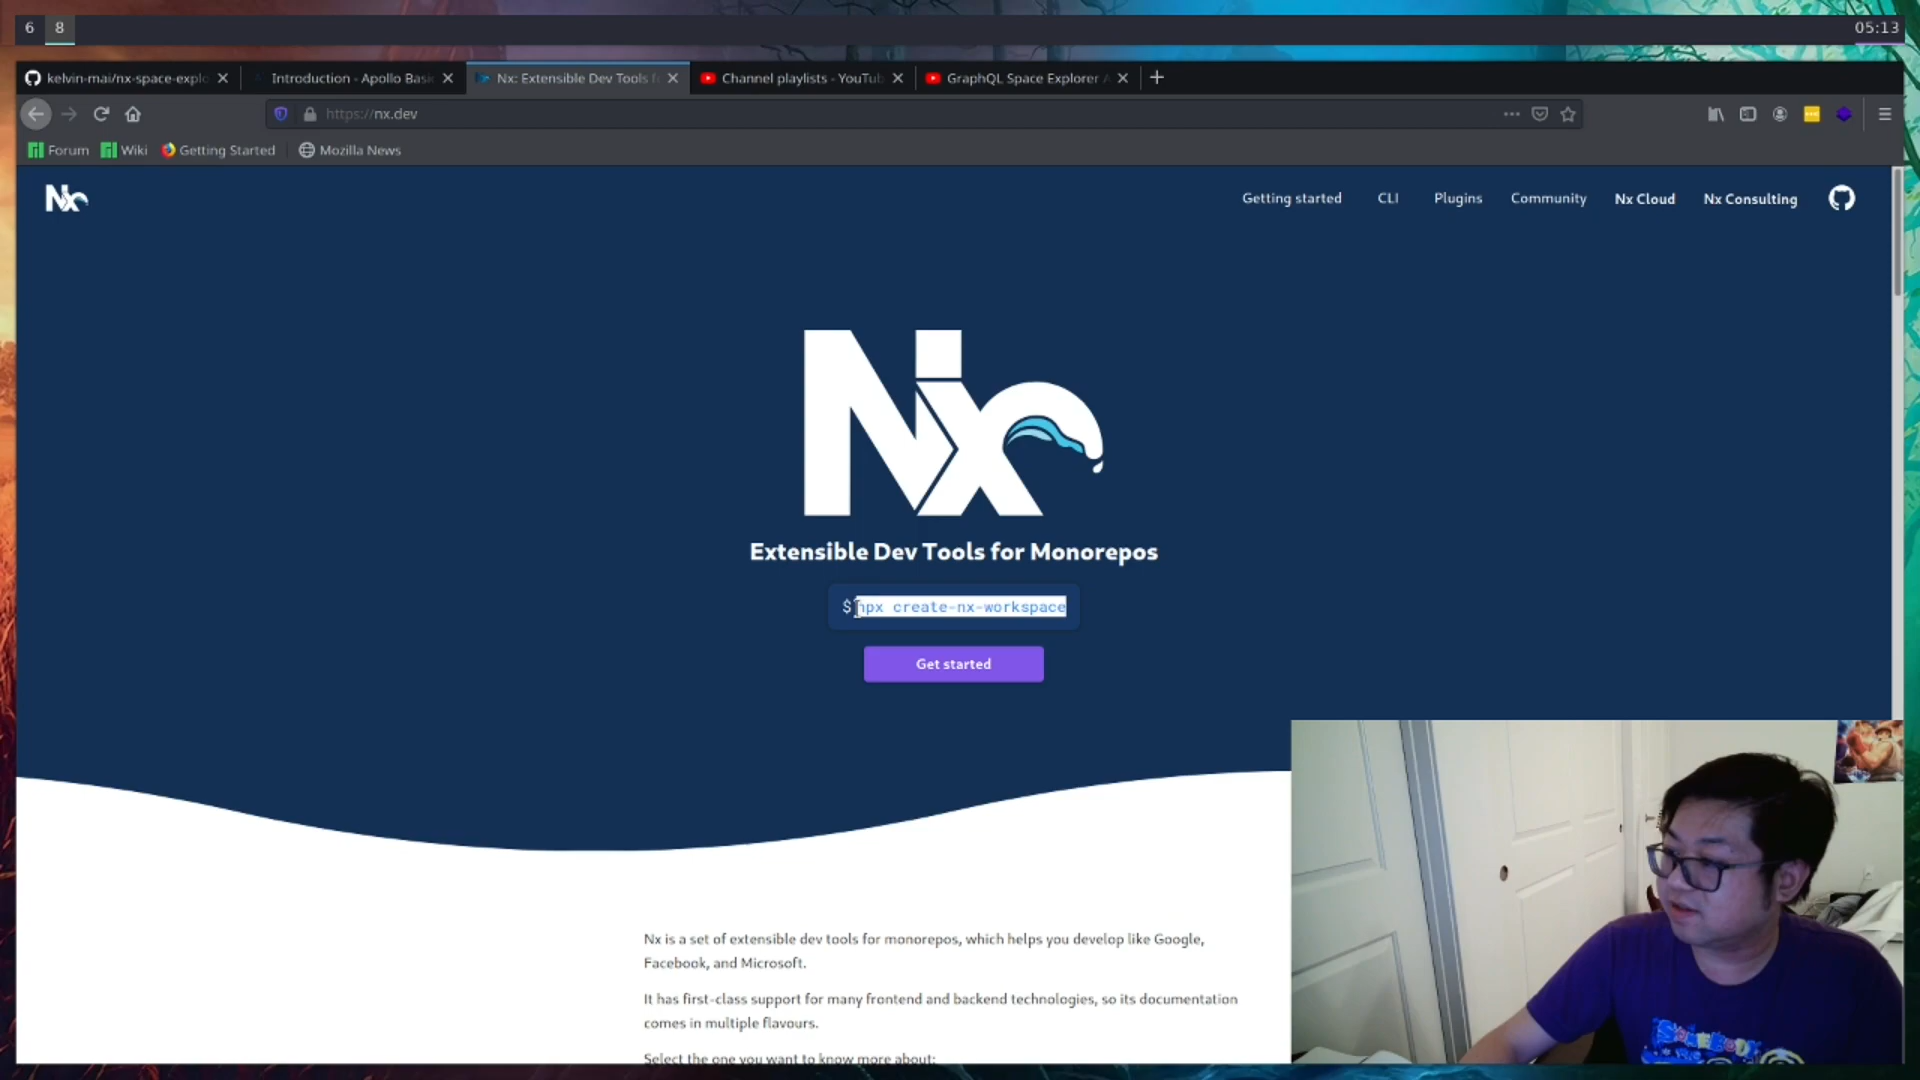 6 8 05:13
kelvin-mai/nx-space-explo Introduction - Apollo Basic Nx: Extensible Dev Tools f Channel playlists - YouTub GraphQL Space Explorer A
https://nx.dev
Forum Wiki Getting Started Mozilla News
Nx Getting started CLI Plugins Community Nx Cloud Nx Consulting
Nx
Extensible Dev Tools for Monorepos
$ npx create-nx-workspace
Get started
Nx is a set of extensible dev tools for monorepos, which helps you develop like Google,
Facebook, and Microsoft.
It has first-class support for many frontend and backend technologies, so its documentation
comes in multiple flavours.
Select the one you want to know more about: